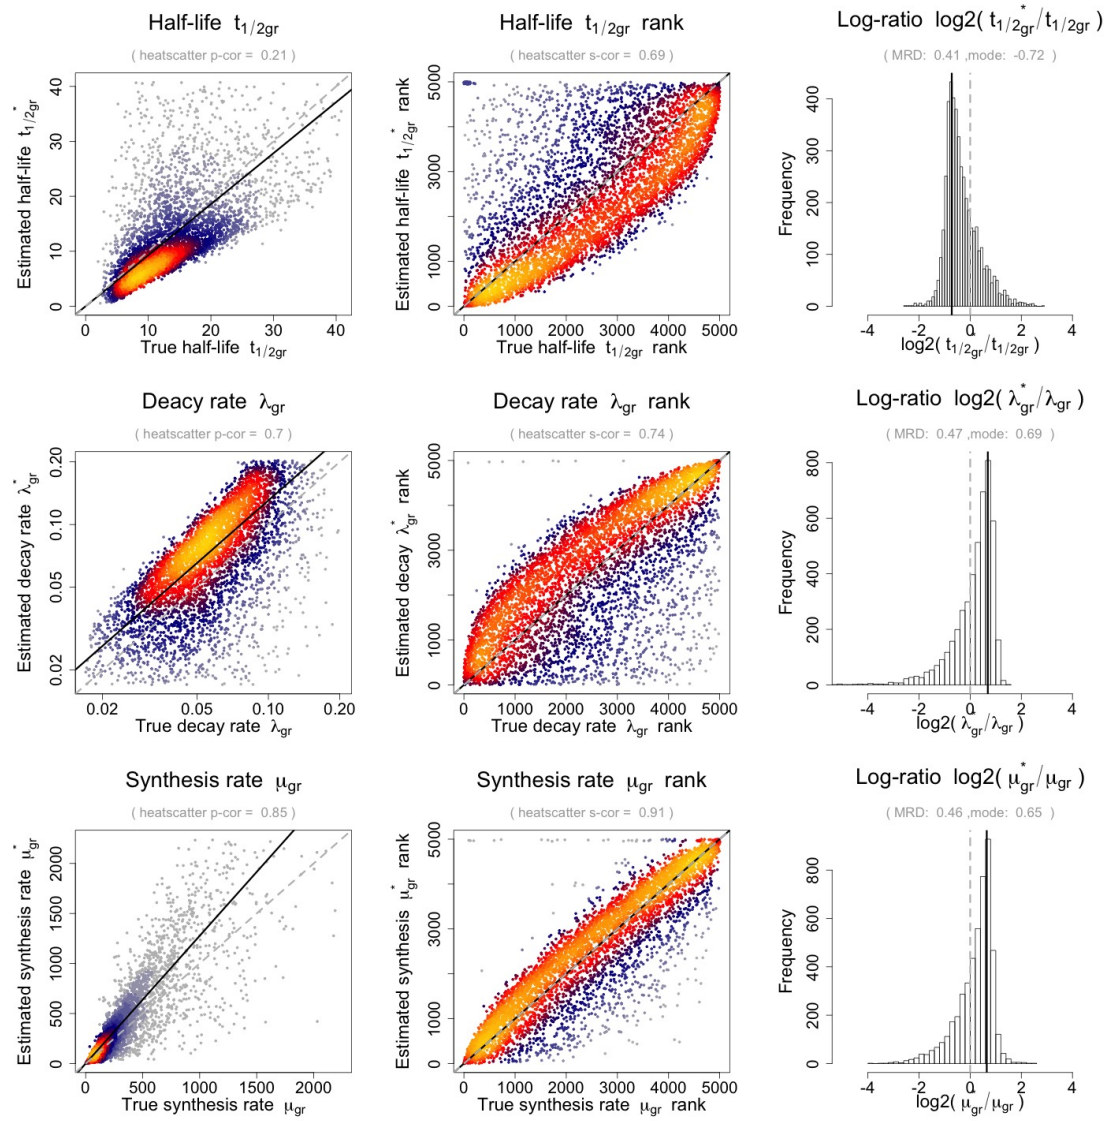 Half-life t1/2gr
( heatscatter p-cor = 0.21 )
Estimated half-life t*1/2gr
40
30
20
10
0
0 10 20 30 40
True half-life t1/2gr
Half-life t1/2gr rank
( heatscatter s-cor = 0.69 )
Estimated half-life t*1/2gr rank
5000
3000
1000
0
0 1000 2000 3000 4000 5000
True half-life t1/2gr rank
Log-ratio log2( t*1/2gr/t1/2gr )
( MRD: 0.41 ,mode: -0.72 )
Frequency
400
300
200
100
0
-4 -2 0 2 4
log2( t1/2gr/t1/2gr )
Deacy rate λgr
( heatscatter p-cor = 0.7 )
Estimated decay rate λ*gr
0.20
0.10
0.05
0.02
0.02 0.05 0.10 0.20
True decay rate λgr
Decay rate λgr rank
( heatscatter s-cor = 0.74 )
Estimated decay λ*gr rank
5000
3000
1000
0
0 1000 2000 3000 4000 5000
True decay rate λgr rank
Log-ratio log2( λ*gr/λgr )
( MRD: 0.47 ,mode: 0.69 )
Frequency
800
600
400
200
0
-4 -2 0 2 4
log2( λgr/λgr )
Synthesis rate μgr
( heatscatter p-cor = 0.85 )
Estimated synthesis rate μ*gr
2000
1500
1000
500
0
0 500 1000 1500 2000
True synthesis rate μgr
Synthesis rate μgr rank
( heatscatter s-cor = 0.91 )
Estimated synthesis μ*gr rank
5000
3000
1000
0
0 1000 2000 3000 4000 5000
True synthesis rate μgr rank
Log-ratio log2( μ*gr/μgr )
( MRD: 0.46 ,mode: 0.65 )
Frequency
800
600
400
200
0
-4 -2 0 2 4
log2( μgr/μgr )